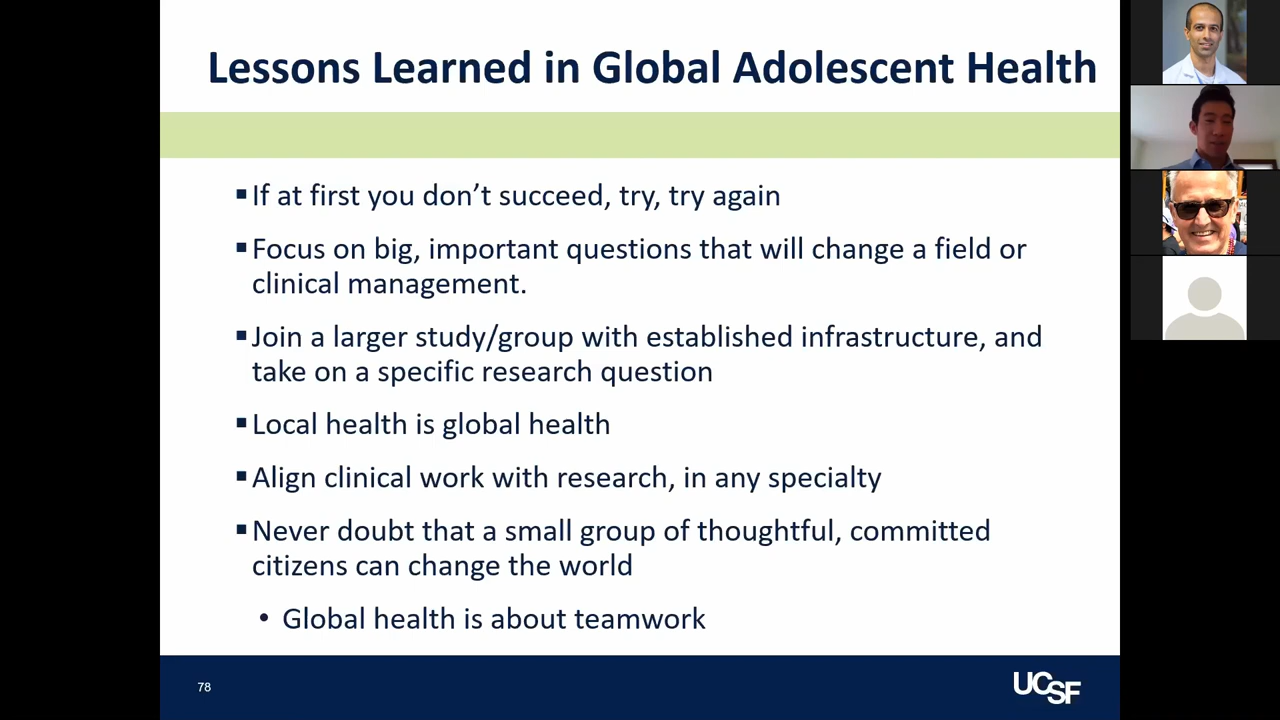 Lessons Learned in Global Adolescent Health
▪If at first you don’t succeed, try, try again
▪Focus on big, important questions that will change a field or
clinical management.
▪Join a larger study/group with established infrastructure, and
take on a specific research question
▪Local health is global health
▪Align clinical work with research, in any specialty
▪Never doubt that a small group of thoughtful, committed
citizens can change the world
• Global health is about teamwork
78
UCSF